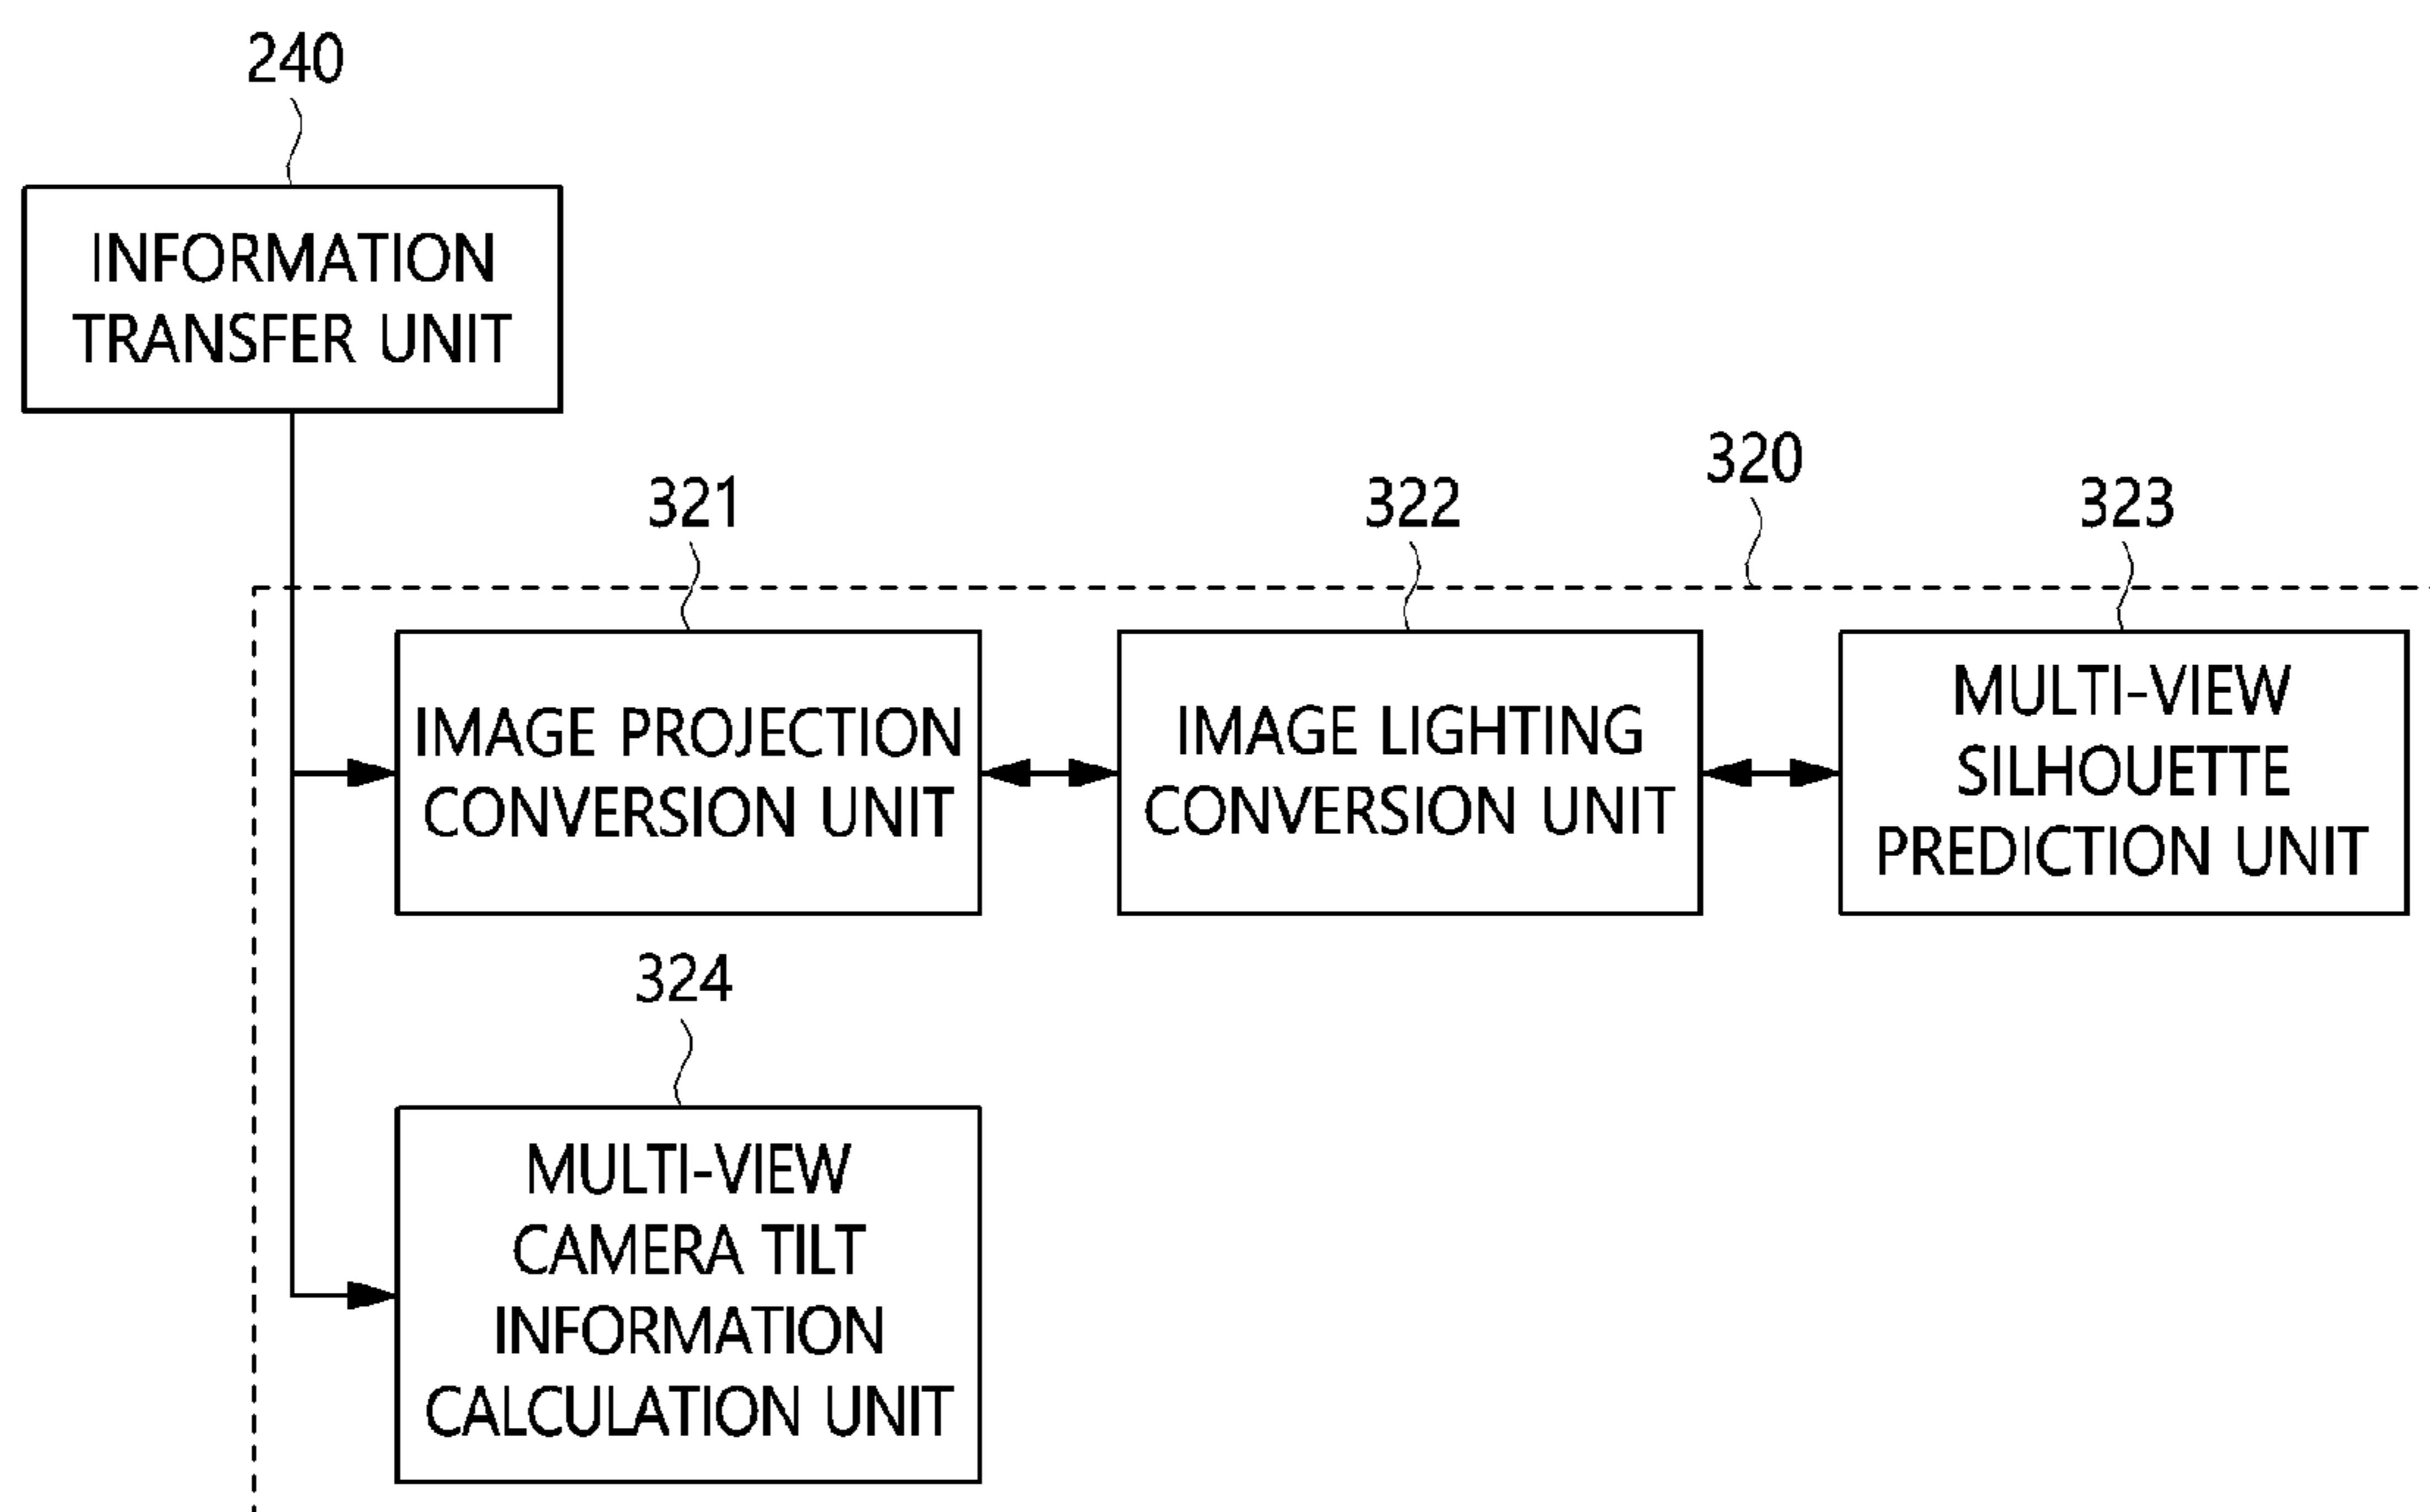 240
INFORMATION
TRANSFER UNIT
320
321
322
323
IMAGE PROJECTION
CONVERSION UNIT
IMAGE LIGHTING
CONVERSION UNIT
MULTI-VIEW
SILHOUETTE
PREDICTION UNIT
324
MULTI-VIEW
CAMERA TILT
INFORMATION
CALCULATION UNIT